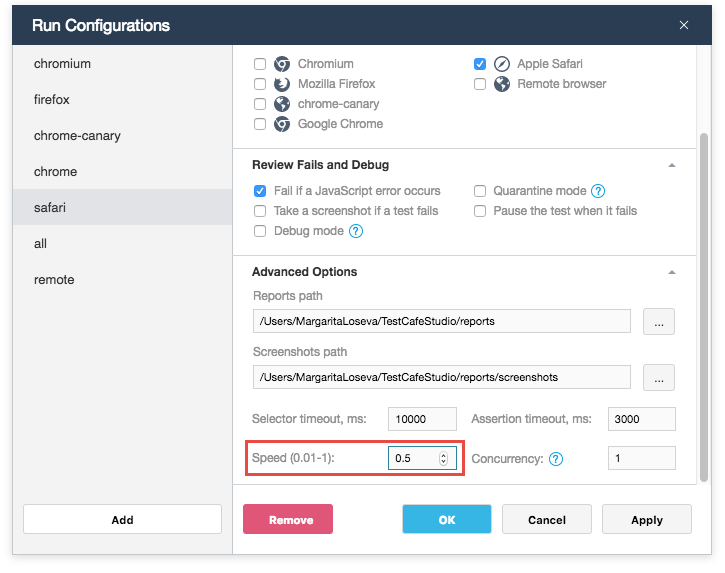 Run Configurations
chromium
firefox
chrome-canary
chrome
safari
all
remote
Add
Chromium
Apple Safari
Mozilla Firefox
Remote browser
chrome-canary
Google Chrome
Review Fails and Debug
Fail if a JavaScript error occurs
Quarantine mode ?
Take a screenshot if a test fails
Pause the test when it fails
Debug mode ?
Advanced Options
Reports path
/Users/MargaritaLoseva/TestCafeStudio/reports
...
Screenshots path
/Users/MargaritaLoseva/TestCafeStudio/reports/screenshots
...
Selector timeout, ms: 10000
Assertion timeout, ms: 3000
Speed (0.01-1): 0.5
Concurrency: ? 1
Remove
OK
Cancel
Apply